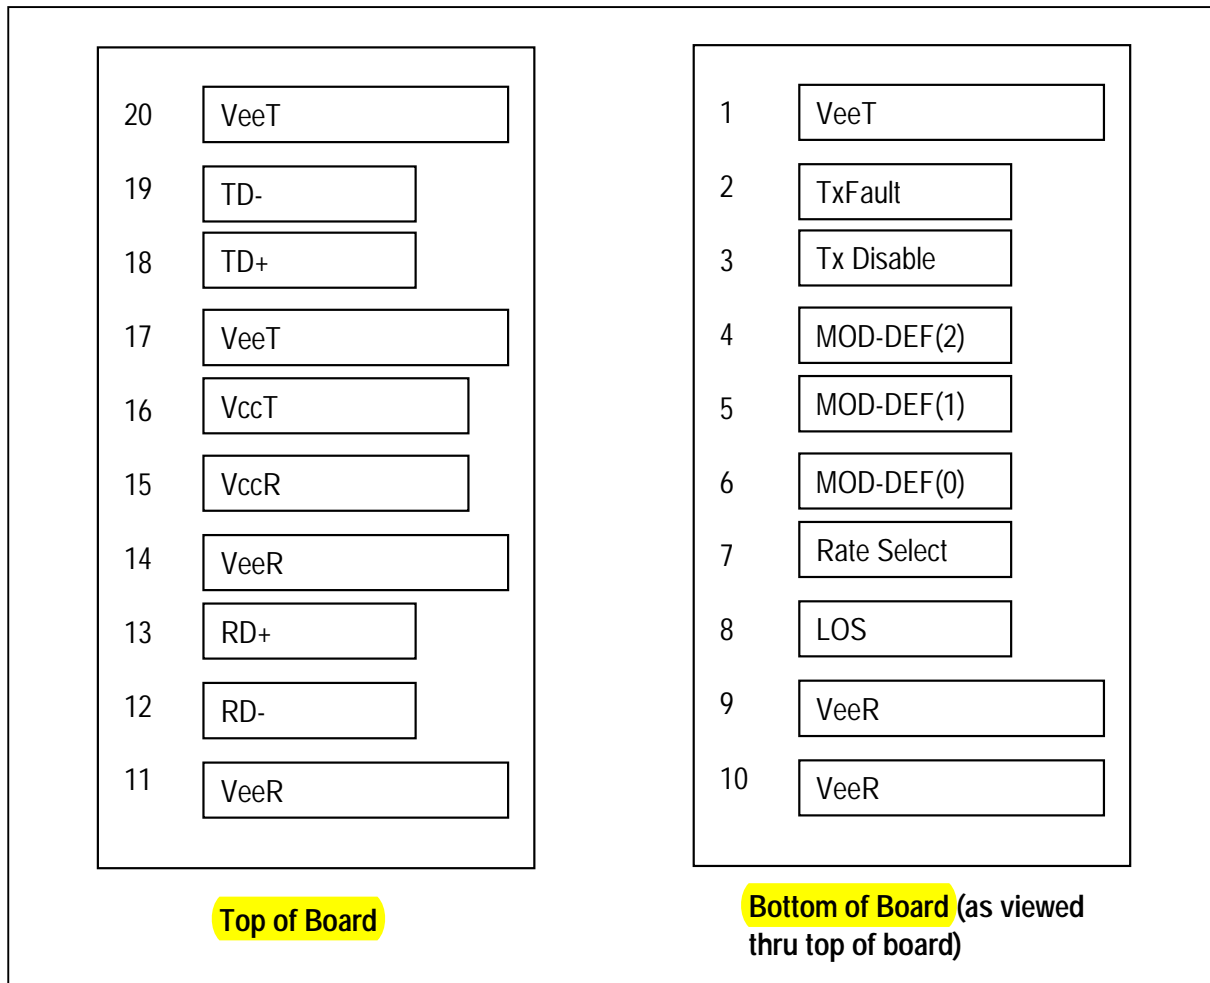 20 VeeT
19 TD-
18 TD+
17 VeeT
16 VccT
15 VccR
14 VeeR
13 RD+
12 RD-
11 VeeR
Top of Board
1 VeeT
2 TxFault
3 Tx Disable
4 MOD-DEF(2)
5 MOD-DEF(1)
6 MOD-DEF(0)
7 Rate Select
8 LOS
9 VeeR
10 VeeR
Bottom of Board (as viewed
thru top of board)